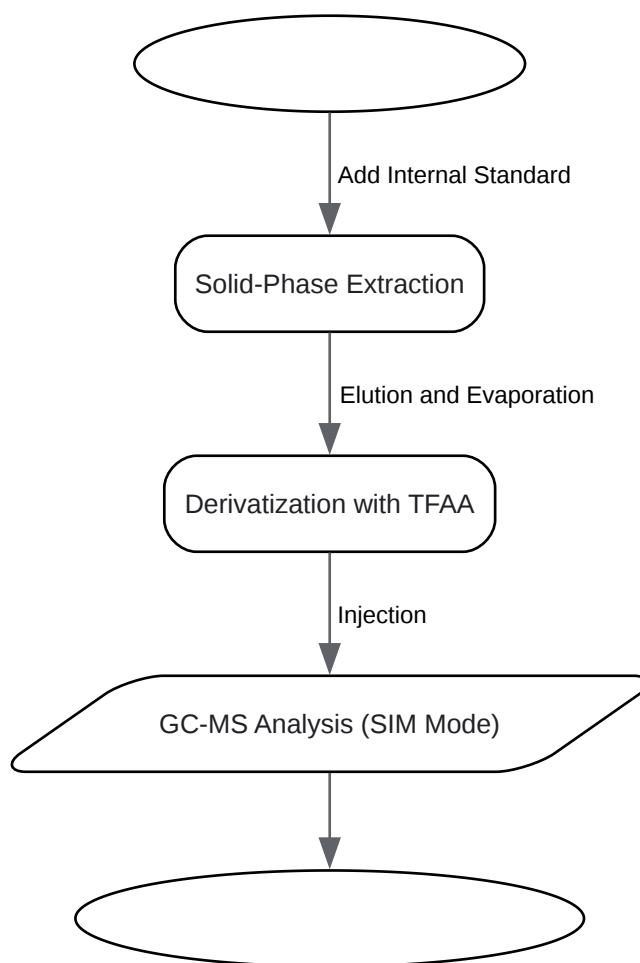 Add Internal Standard
Solid-Phase Extraction
Elution and Evaporation
Derivatization with TFAA
Injection
GC-MS Analysis (SIM Mode)